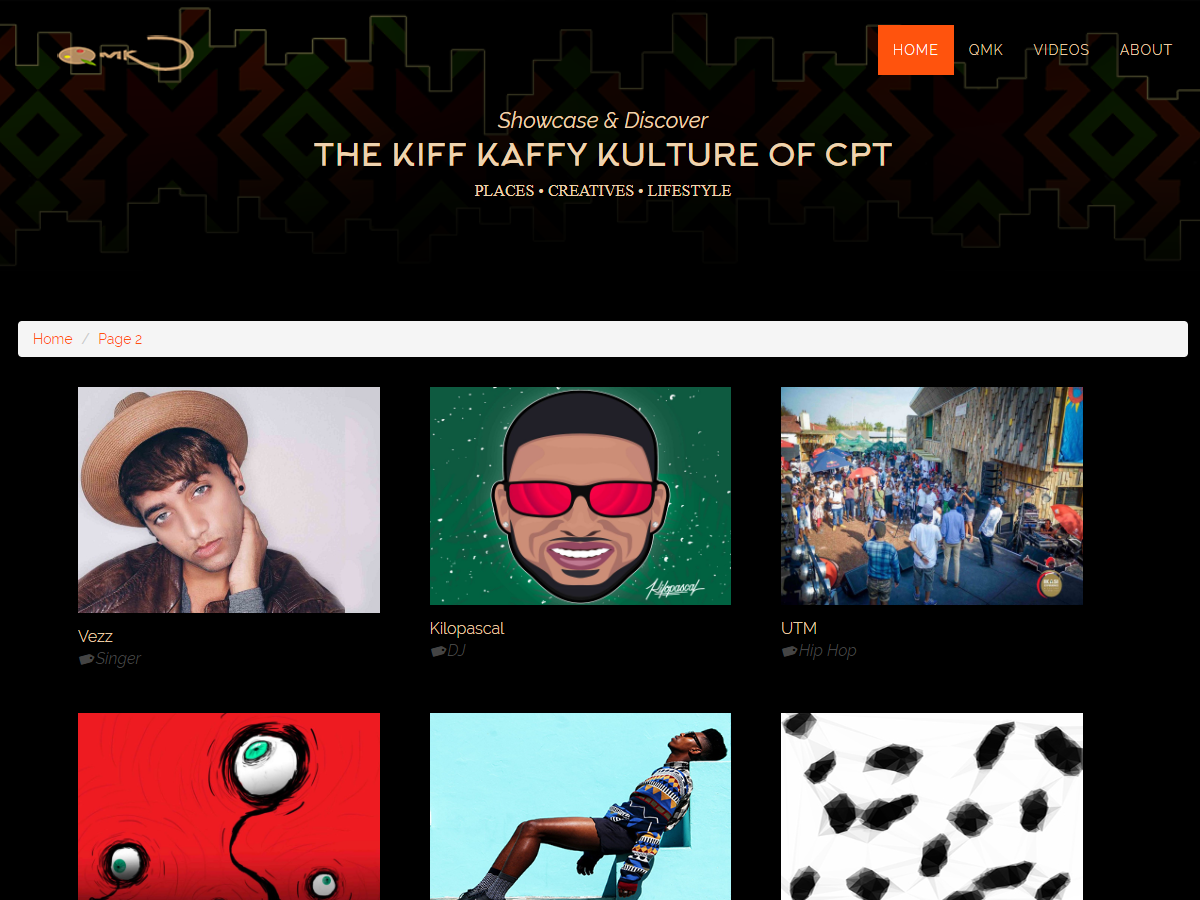 QMK
HOME QMK VIDEOS ABOUT
Showcase & Discover
THE KIFF KAFFY KULTURE OF CPT
PLACES • CREATIVES • LIFESTYLE
Home / Page 2
Kilopascal
Vezz
Singer
Kilopascal
DJ
UTM
Hip Hop